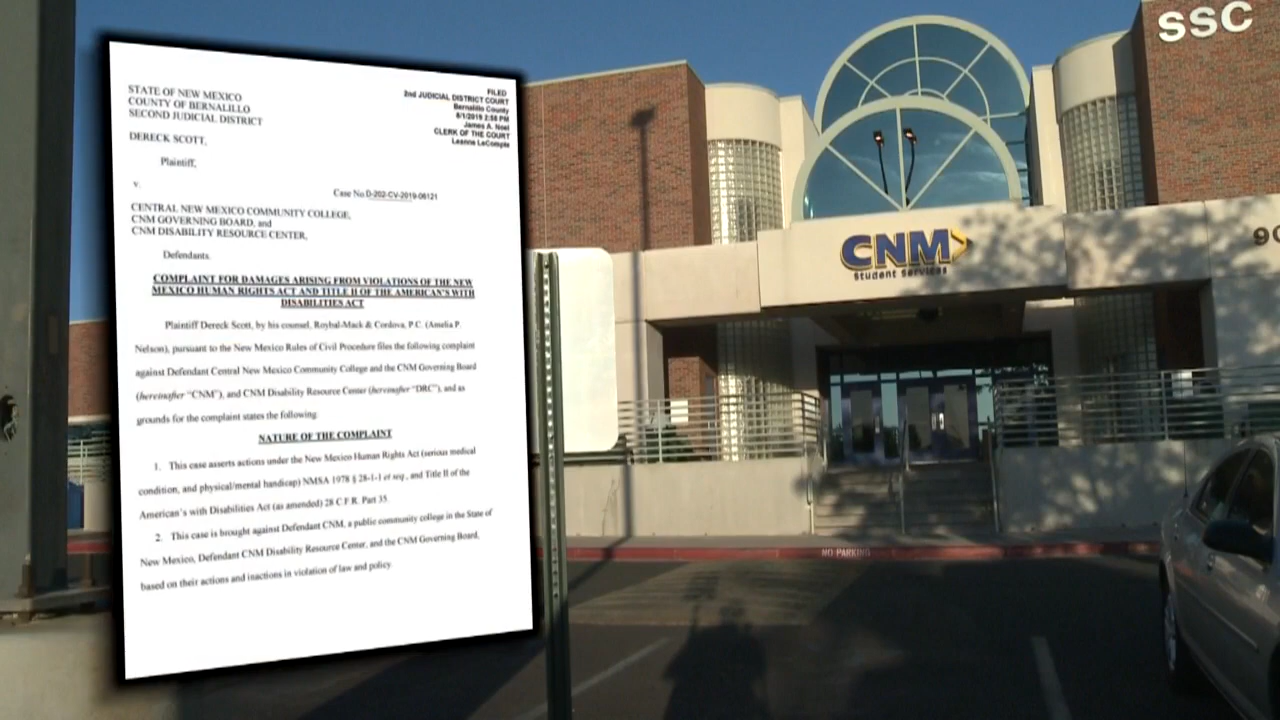 STATE OF NEW MEXICO
COUNTY OF BERNALILLO
SECOND JUDICIAL DISTRICT
FILED
2nd JUDICIAL DISTRICT COURT
Bernalillo County
8/1/2019 2:58 PM
James A. Noel
CLERK OF THE COURT
Leanne LeCompte
DERECK SCOTT,
Plaintiff,
v.
Case No. D-202-CV-2019-06121
CENTRAL NEW MEXICO COMMUNITY COLLEGE,
CNM GOVERNING BOARD, and
CNM DISABILITY RESOURCE CENTER,
Defendants.
COMPLAINT FOR DAMAGES ARISING FROM VIOLATIONS OF THE NEW
MEXICO HUMAN RIGHTS ACT AND TITLE II OF THE AMERICAN'S WITH
DISABILITIES ACT
Plaintiff Dereck Scott, by his counsel, Roybal-Mack & Cordova, P.C. (Amelia P.
Nelson), pursuant to the New Mexico Rules of Civil Procedure files the following complaint
against Defendant Central New Mexico Community College and the CNM Governing Board
(hereinafter "CNM"), and CNM Disability Resource Center (hereinafter "DRC"), and as
grounds for the complaint states the following:
NATURE OF THE COMPLAINT
1. This case asserts actions under the New Mexico Human Rights Act (serious medical
condition, and physical/mental handicap) NMSA 1978 § 28-1-1 et seq., and Title II of the
American's with Disabilities Act (as amended) 28 C.F.R. Part 35.
2. This case is brought against Defendant CNM, a public community college in the State of
New Mexico, Defendant CNM Disability Resource Center, and the CNM Governing Board,
based on their actions and inactions in violation of law and policy.
SSC
CNM
Student Services
90
NO PARKING